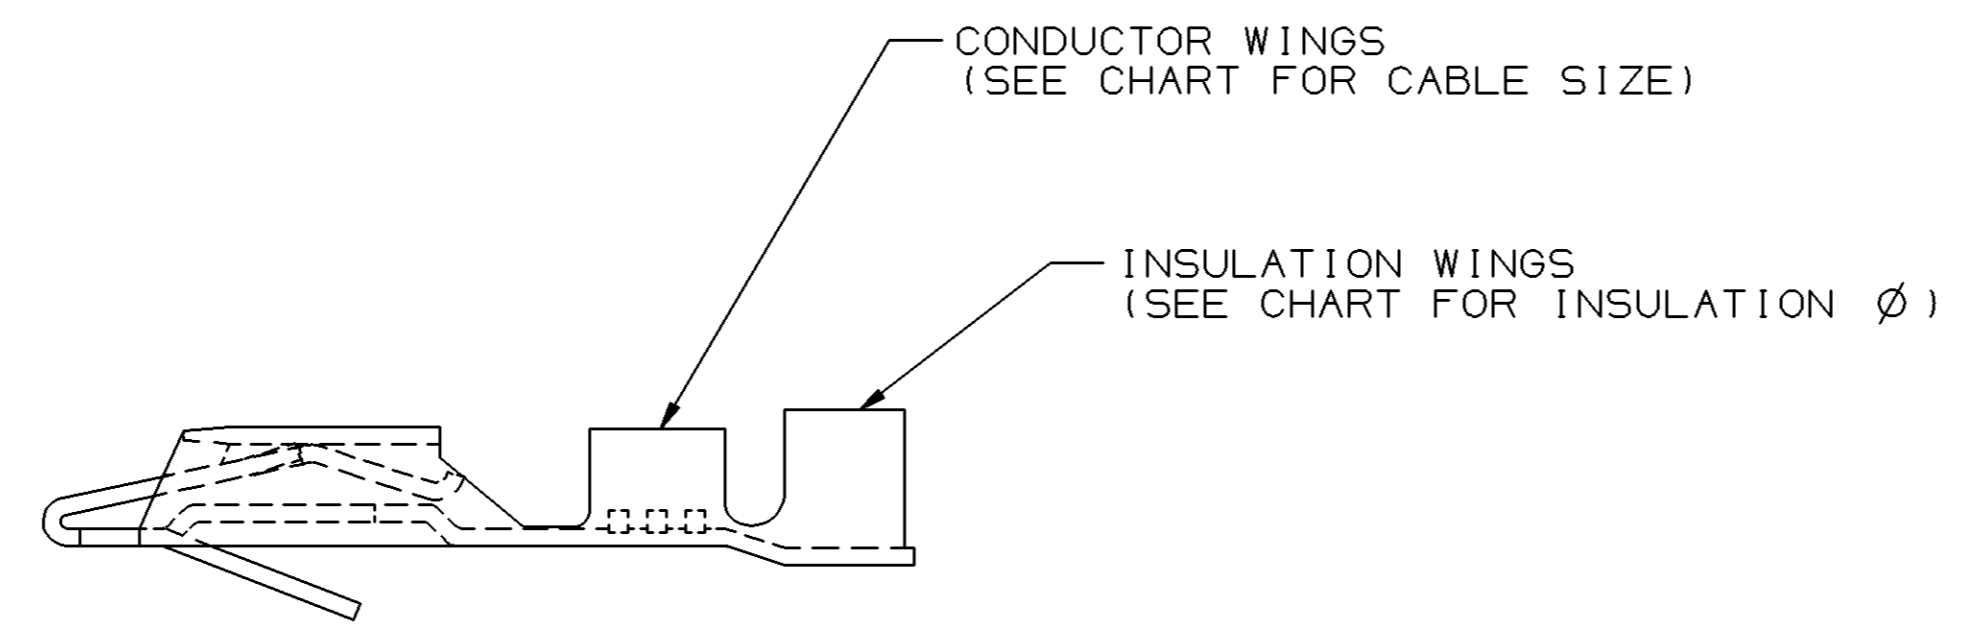 CONDUCTOR WINGS
(SEE CHART FOR CABLE SIZE)
INSULATION WINGS
(SEE CHART FOR INSULATION Ø)